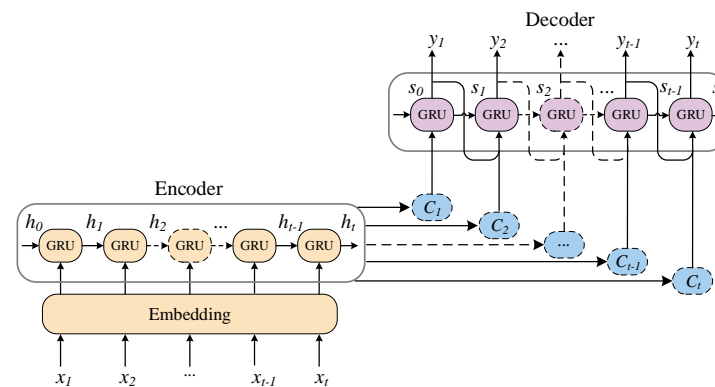 Decoder
y1 y2 ... yt-1 yt
s0 s1 s2 ... st-1 s
GRU GRU GRU GRU GRU
Encoder
C1
C2
...
Ct-1
Ct
h0 h1 h2 ... ht-1 ht
GRU GRU GRU GRU GRU
Embedding
x1 x2 ... xt-1 xt